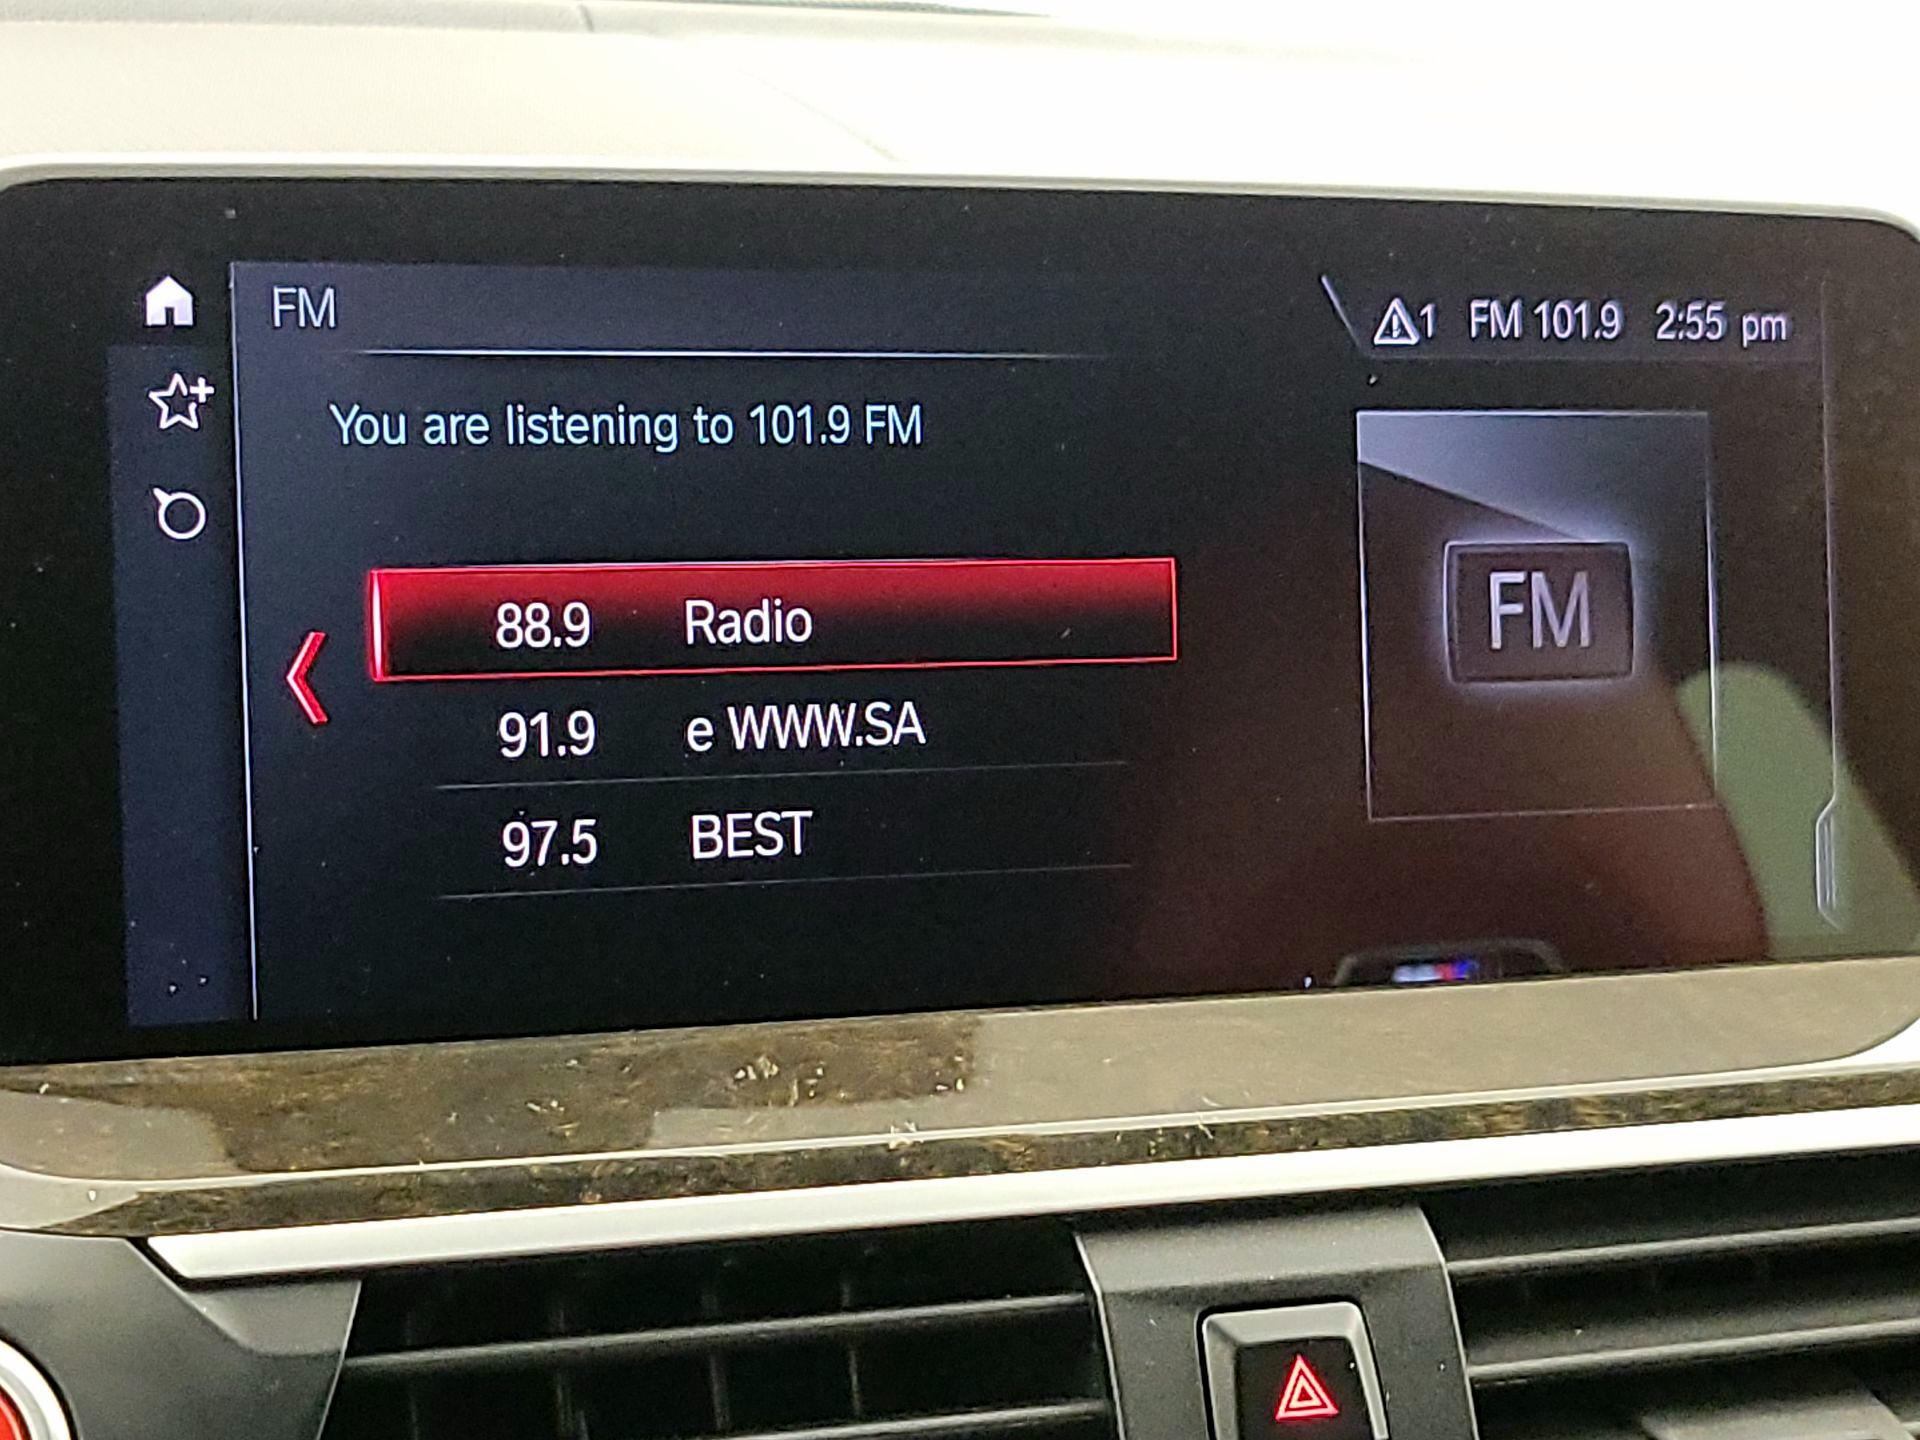 FM
1 FM 101.9 2:55 pm
You are listening to 101.9 FM
88.9 Radio
91.9 e WWW.SA
97.5 BEST
FM